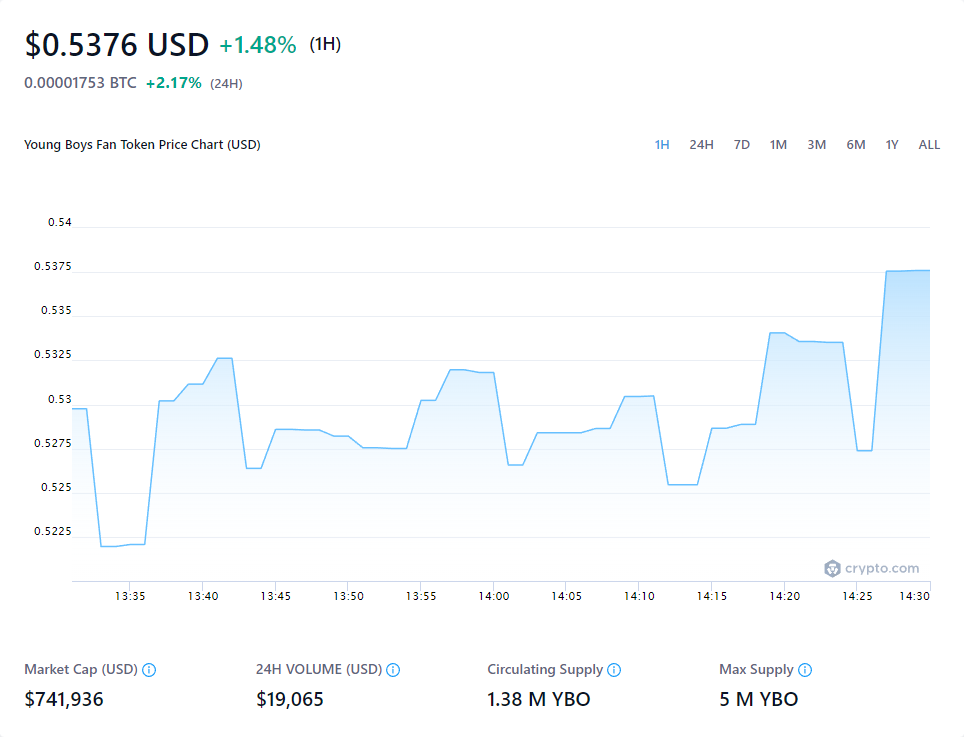 $0.5376 USD +1.48% (1H)
0.00001753 BTC +2.17% (24H)
Young Boys Fan Token Price Chart (USD) 1H 24H 7D 1M 3M 6M 1Y ALL
0.54
0.5375
0.535
0.5325
0.53
0.5275
0.525
0.5225
crypto.com
13:35 13:40 13:45 13:50 13:55 14:00 14:05 14:10 14:15 14:20 14:25 14:30
Market Cap (USD) 24H VOLUME (USD) Circulating Supply Max Supply
$741,936 $19,065 1.38 M YBO 5 M YBO